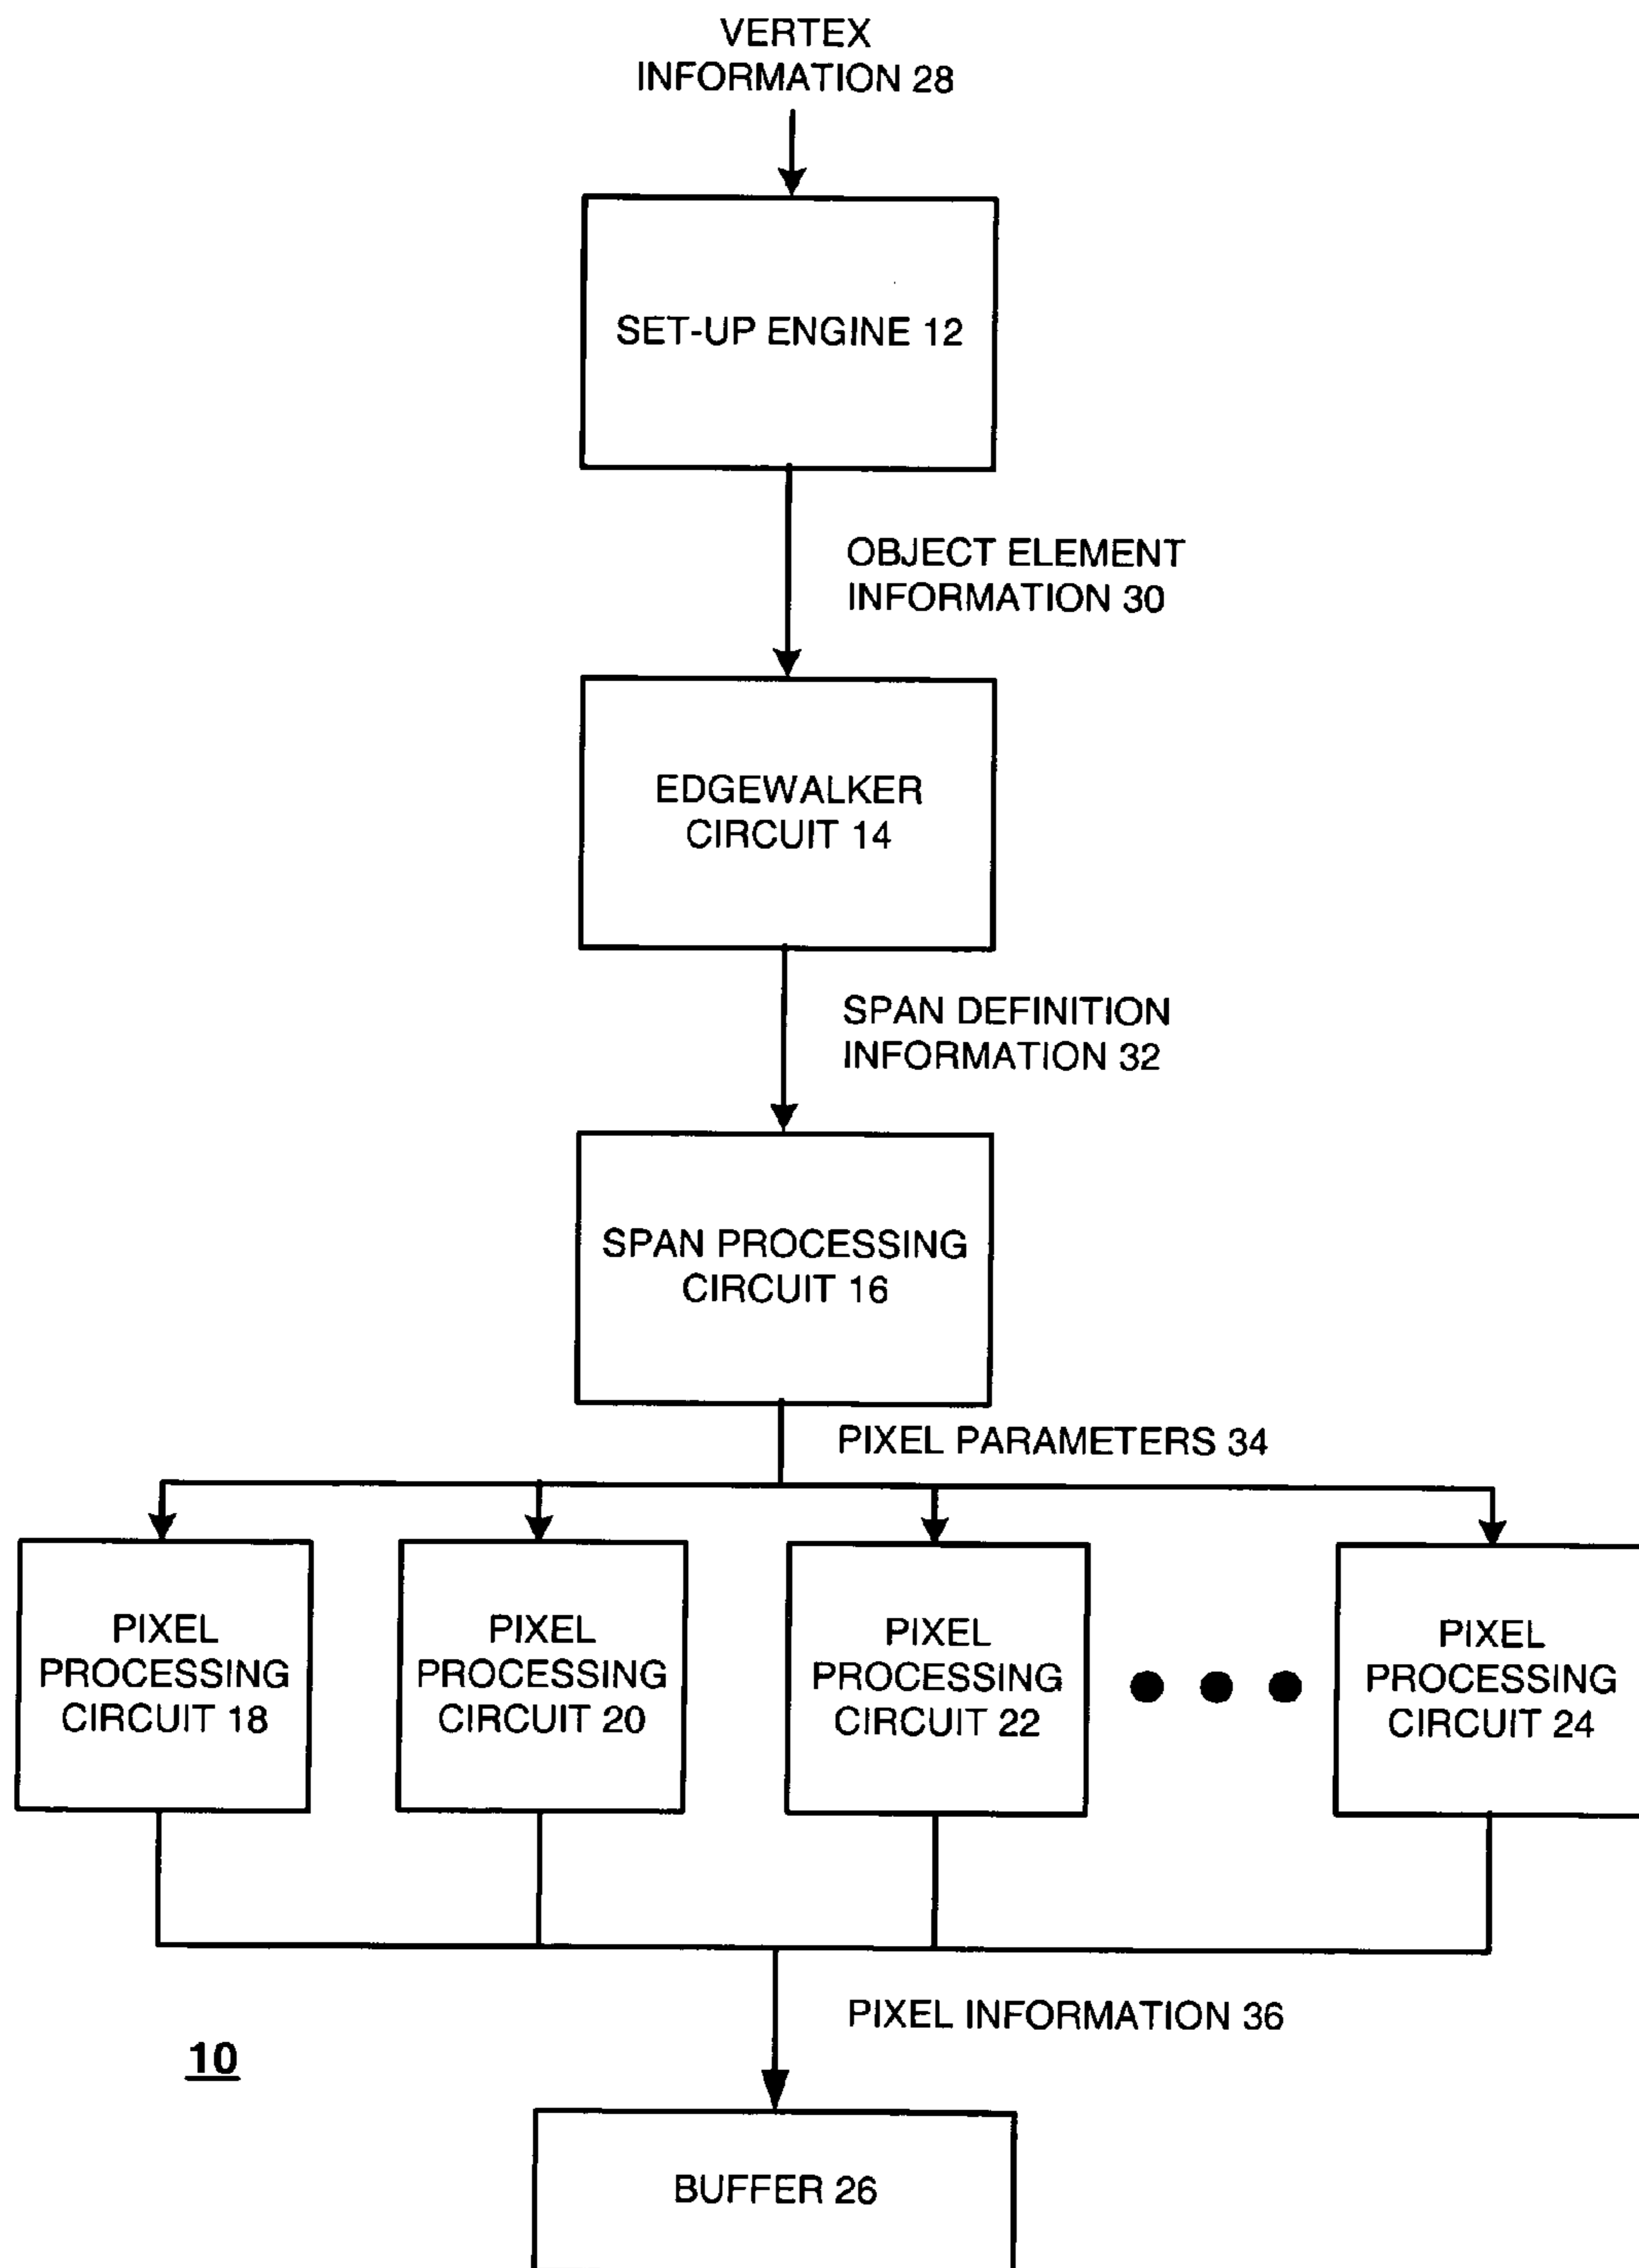 VERTEX
INFORMATION 28
SET-UP ENGINE 12
OBJECT ELEMENT
INFORMATION 30
EDGEWALKER
CIRCUIT 14
SPAN DEFINITION
INFORMATION 32
SPAN PROCESSING
CIRCUIT 16
PIXEL PARAMETERS 34
PIXEL
PROCESSING
CIRCUIT 18
PIXEL
PROCESSING
CIRCUIT 20
PIXEL
PROCESSING
CIRCUIT 22
PIXEL
PROCESSING
CIRCUIT 24
PIXEL INFORMATION 36
10
BUFFER 26